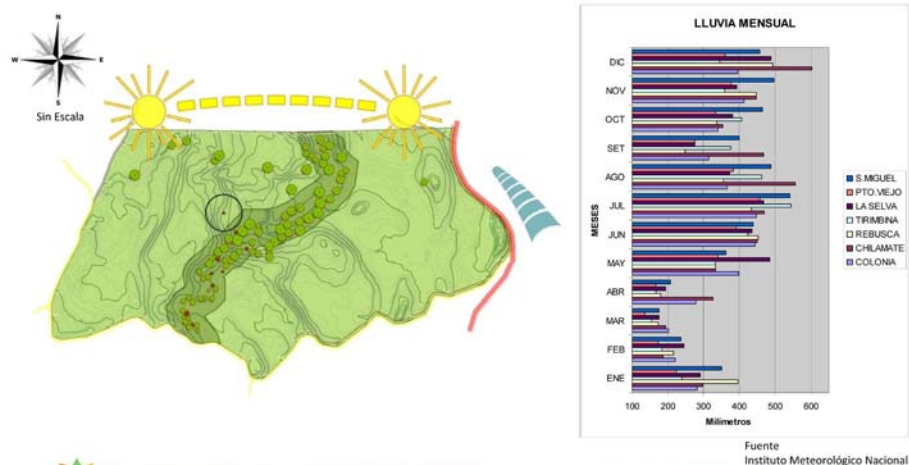 N
W
E
S
Sin Escala
LLUVIA MENSUAL
MESES
DIC
NOV
OCT
SET
AGO
JUL
JUN
MAY
ABR
MAR
FEB
ENE
100 200 300 400 500 600
Milimetros
S.MIGUEL
PTO.VIEJO
LA SELVA
TIRIMBINA
REBUSCA
CHILAMATE
COLONIA
Fuente
Instituto Meteorológico Nacional